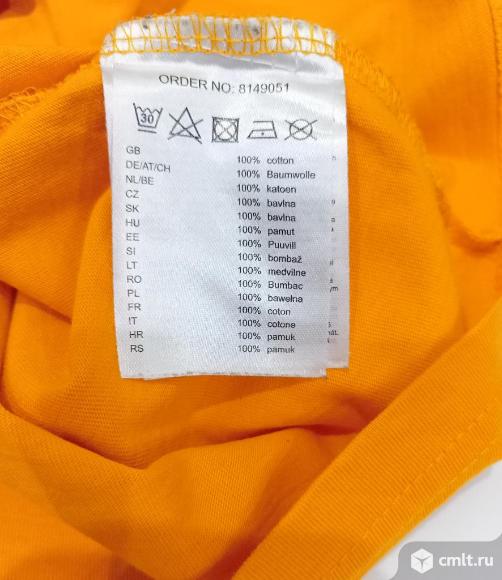 ORDER NO: 8149051
30
GB 100% cotton
DE/AT/CH 100% Baumwolle
NL/BE 100% katoen
CZ 100% bavlna
SK 100% bavlna
HU 100% pamut
EE 100% Puuvill
SI 100% bombaž
LT 100% medvilne
RO 100% Bumbac
PL 100% bawełna
FR 100% coton
IT 100% cotone
HR 100% pamuk
RS 100% pamuk
cmlt.ru